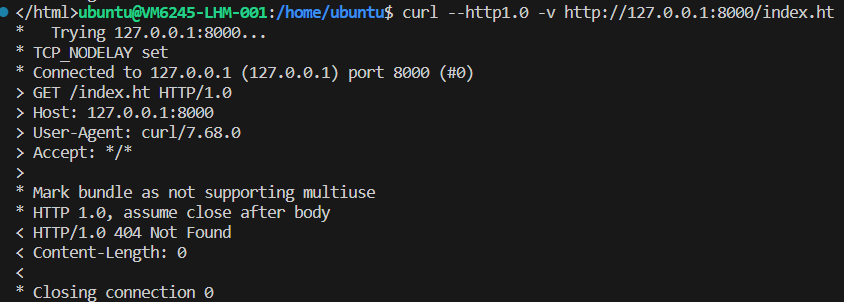 </html>ubuntu@VM6245-LHM-001:/home/ubuntu$ curl --http1.0 -v http://127.0.0.1:8000/index.ht
*   Trying 127.0.0.1:8000...
* TCP_NODELAY set
* Connected to 127.0.0.1 (127.0.0.1) port 8000 (#0)
> GET /index.ht HTTP/1.0
> Host: 127.0.0.1:8000
> User-Agent: curl/7.68.0
> Accept: */*
>
* Mark bundle as not supporting multiuse
* HTTP 1.0, assume close after body
< HTTP/1.0 404 Not Found
< Content-Length: 0
<
* Closing connection 0